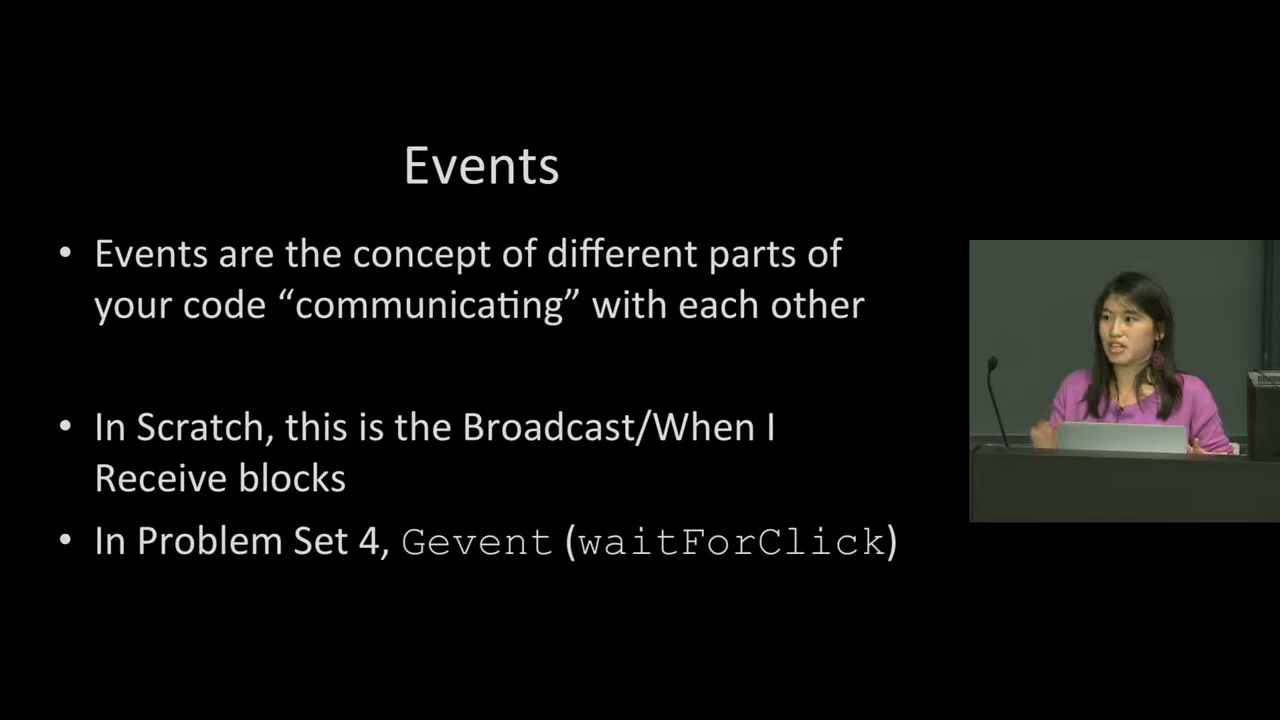 Events
• Events are the concept of different parts of
your code “communicating” with each other
• In Scratch, this is the Broadcast/When I
Receive blocks
• In Problem Set 4, Gevent (waitForClick)